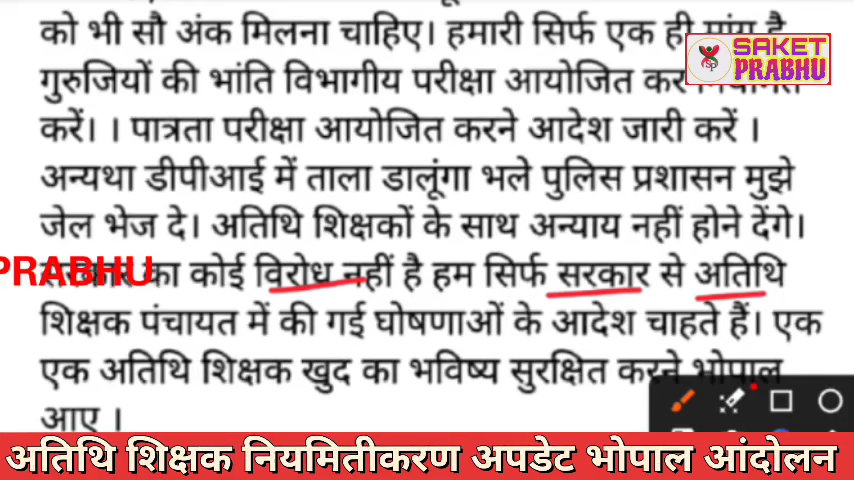 को भी सौ अंक मिलना चाहिए। हमारी सिर्फ एक ही मांग है
SAKET
PRABHU
SP
गुरुजियों की भांति विभागीय परीक्षा आयोजित कर
करें। । पात्रता परीक्षा आयोजित करने आदेश जारी करें ।
अन्यथा डीपीआई में ताला डालूंगा भले पुलिस प्रशासन मुझे
जेल भेज दे। अतिथि शिक्षकों के साथ अन्याय नहीं होने देंगे।
PRABHU
का कोई विरोध नहीं है हम सिर्फ सरकार से अतिथि
शिक्षक पंचायत में की गई घोषणाओं के आदेश चाहते हैं। एक
एक अतिथि शिक्षक खुद का भविष्य सुरक्षित करने भोपाल
आए ।
अतिथि शिक्षक नियमितीकरण अपडेट भोपाल आंदोलन